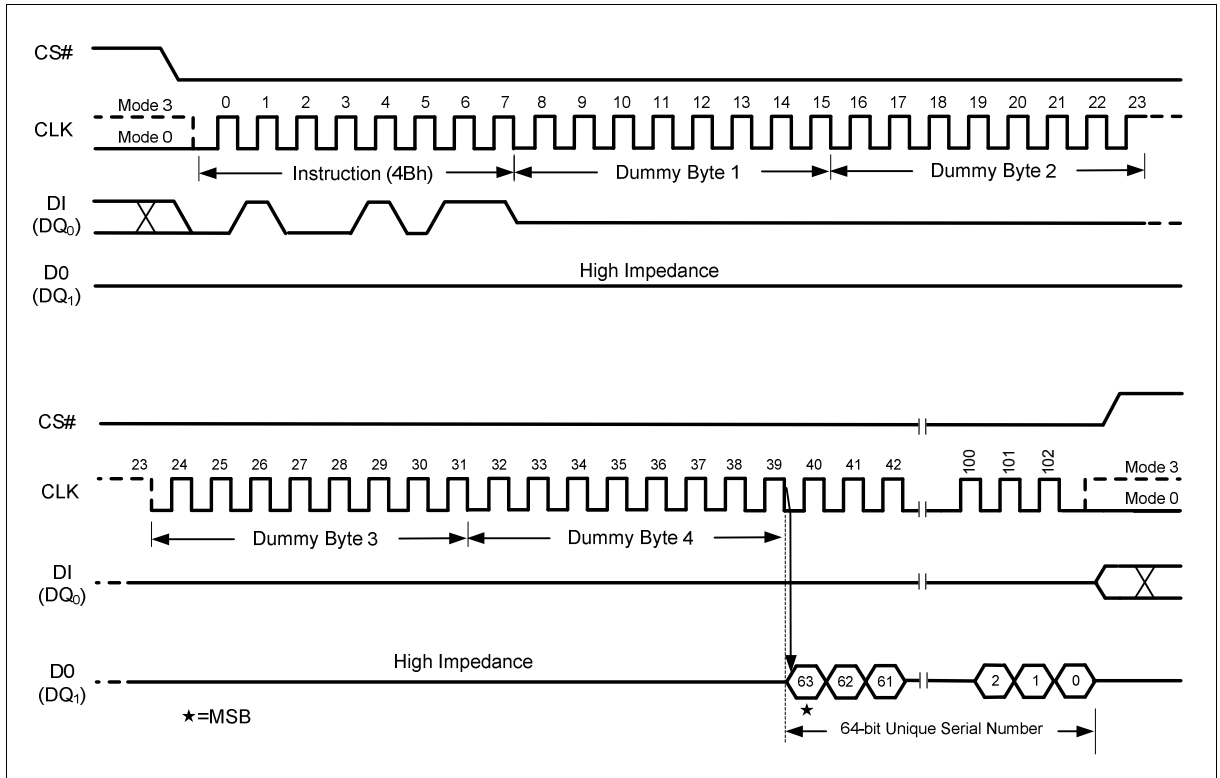 CS#
Mode 3 0 1 2 3 4 5 6 7 8 9 10 11 12 13 14 15 16 17 18 19 20 21 22 23
CLK
Mode 0
Instruction (4Bh) Dummy Byte 1 Dummy Byte 2
DI
(DQ0)
D0
(DQ1)
High Impedance
CS#
23 24 25 26 27 28 29 30 31 32 33 34 35 36 37 38 39 40 41 42 100 101 102
CLK
Mode 3
Mode 0
Dummy Byte 3 Dummy Byte 4
DI
(DQ0)
D0
(DQ1)
High Impedance
63 62 61 2 1 0
★=MSB
★
64-bit Unique Serial Number